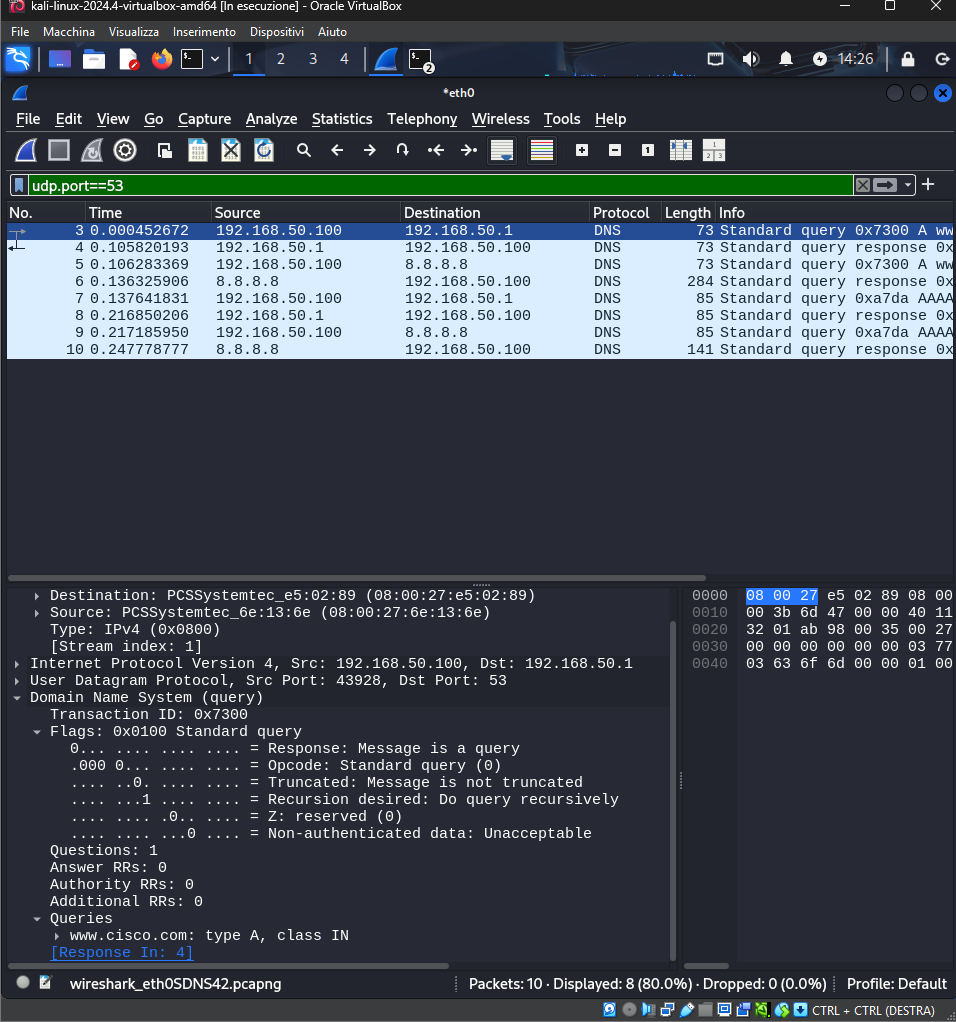 kali-linux-2024.4-virtualbox-amd64 [In esecuzione] - Oracle VirtualBox
File Macchina Visualizza Inserimento Dispositivi Aiuto
1 2 3 4 2 14:26
*eth0
File Edit View Go Capture Analyze Statistics Telephony Wireless Tools Help
udp.port==53
No. Time Source Destination Protocol Length Info
3 0.000452672 192.168.50.100 192.168.50.1 DNS 73 Standard query 0x7300 A ww
4 0.105820193 192.168.50.1 192.168.50.100 DNS 73 Standard query response 0x
5 0.106283369 192.168.50.100 8.8.8.8 DNS 73 Standard query 0x7300 A ww
6 0.136325906 8.8.8.8 192.168.50.100 DNS 284 Standard query response 0x
7 0.137641831 192.168.50.100 192.168.50.1 DNS 85 Standard query 0xa7da AAAA
8 0.216850206 192.168.50.1 192.168.50.100 DNS 85 Standard query response 0x
9 0.217185950 192.168.50.100 8.8.8.8 DNS 85 Standard query 0xa7da AAAA
10 0.247778777 8.8.8.8 192.168.50.100 DNS 141 Standard query response 0x
Destination: PCSSystemtec_e5:02:89 (08:00:27:e5:02:89)
Source: PCSSystemtec_6e:13:6e (08:00:27:6e:13:6e)
Type: IPv4 (0x0800)
[Stream index: 1]
Internet Protocol Version 4, Src: 192.168.50.100, Dst: 192.168.50.1
User Datagram Protocol, Src Port: 43928, Dst Port: 53
Domain Name System (query)
Transaction ID: 0x7300
Flags: 0x0100 Standard query
0... .... .... .... = Response: Message is a query
.000 0... .... .... = Opcode: Standard query (0)
.... ..0. .... .... = Truncated: Message is not truncated
.... ...1 .... .... = Recursion desired: Do query recursively
.... .... .0.. .... = Z: reserved (0)
.... .... ...0 .... = Non-authenticated data: Unacceptable
Questions: 1
Answer RRs: 0
Authority RRs: 0
Additional RRs: 0
Queries
www.cisco.com: type A, class IN
[Response In: 4]
0000 08 00 27 e5 02 89 08 00
0010 00 3b 6d 47 00 00 40 11
0020 32 01 ab 98 00 35 00 27
0030 00 00 00 00 00 00 03 77
0040 03 63 6f 6d 00 00 01 00
wireshark_eth0SDNS42.pcapng Packets: 10 · Displayed: 8 (80.0%) · Dropped: 0 (0.0%) Profile: Default
CTRL + CTRL (DESTRA)